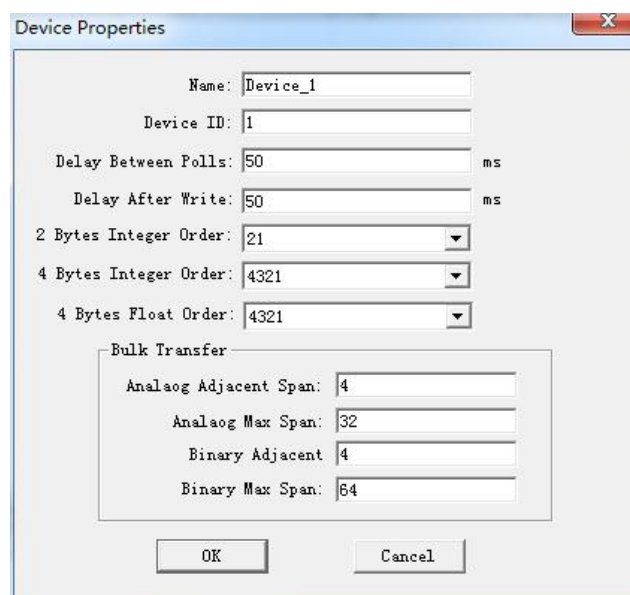 Device Properties
Name: Device_1
Device ID: 1
Delay Between Polls: 50 ms
Delay After Write: 50 ms
2 Bytes Integer Order: 21
4 Bytes Integer Order: 4321
4 Bytes Float Order: 4321
Bulk Transfer
Analaog Adjacent Span: 4
Analaog Max Span: 32
Binary Adjacent 4
Binary Max Span: 64
OK Cancel